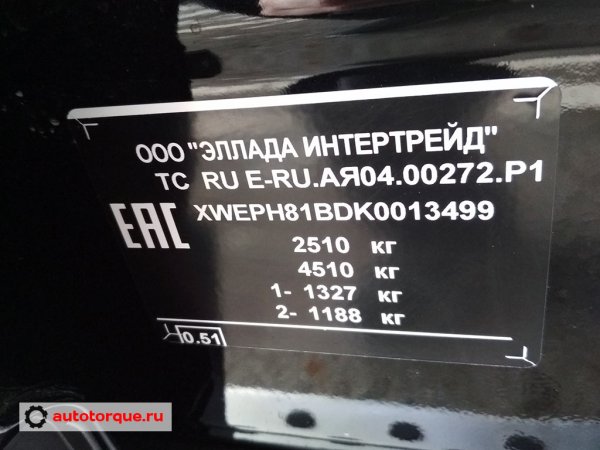 ООО "ЭЛЛАДА ИНТЕРТРЕЙД"
ТС RU E-RU.АЯ04.00272.Р1
EAC XWEPH81BDK0013499
2510 кг
4510 кг
1- 1327 кг
2- 1188 кг
0.51
autotorque.ru